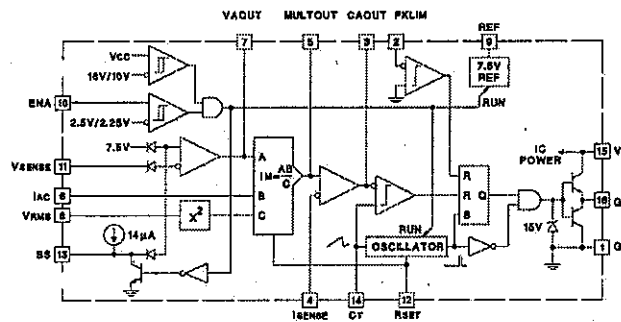 VAOUT MULTOUT CAOUT PKLIM REF
7 5 3 2 9
VCC
16V/10V
7.5V
REF
ENA 10
2.5V/2.25V
RUN
7.5V
VSENSE 11
IC
POWER
15 V
A
IM= AB/C
B
C
IAC 6
VRMS 8
X²
R
R Q
S
16 G
14µA
RUN
OSCILLATOR
15V
1 G
SS 13
4 14 12
ISENSE CT RSET